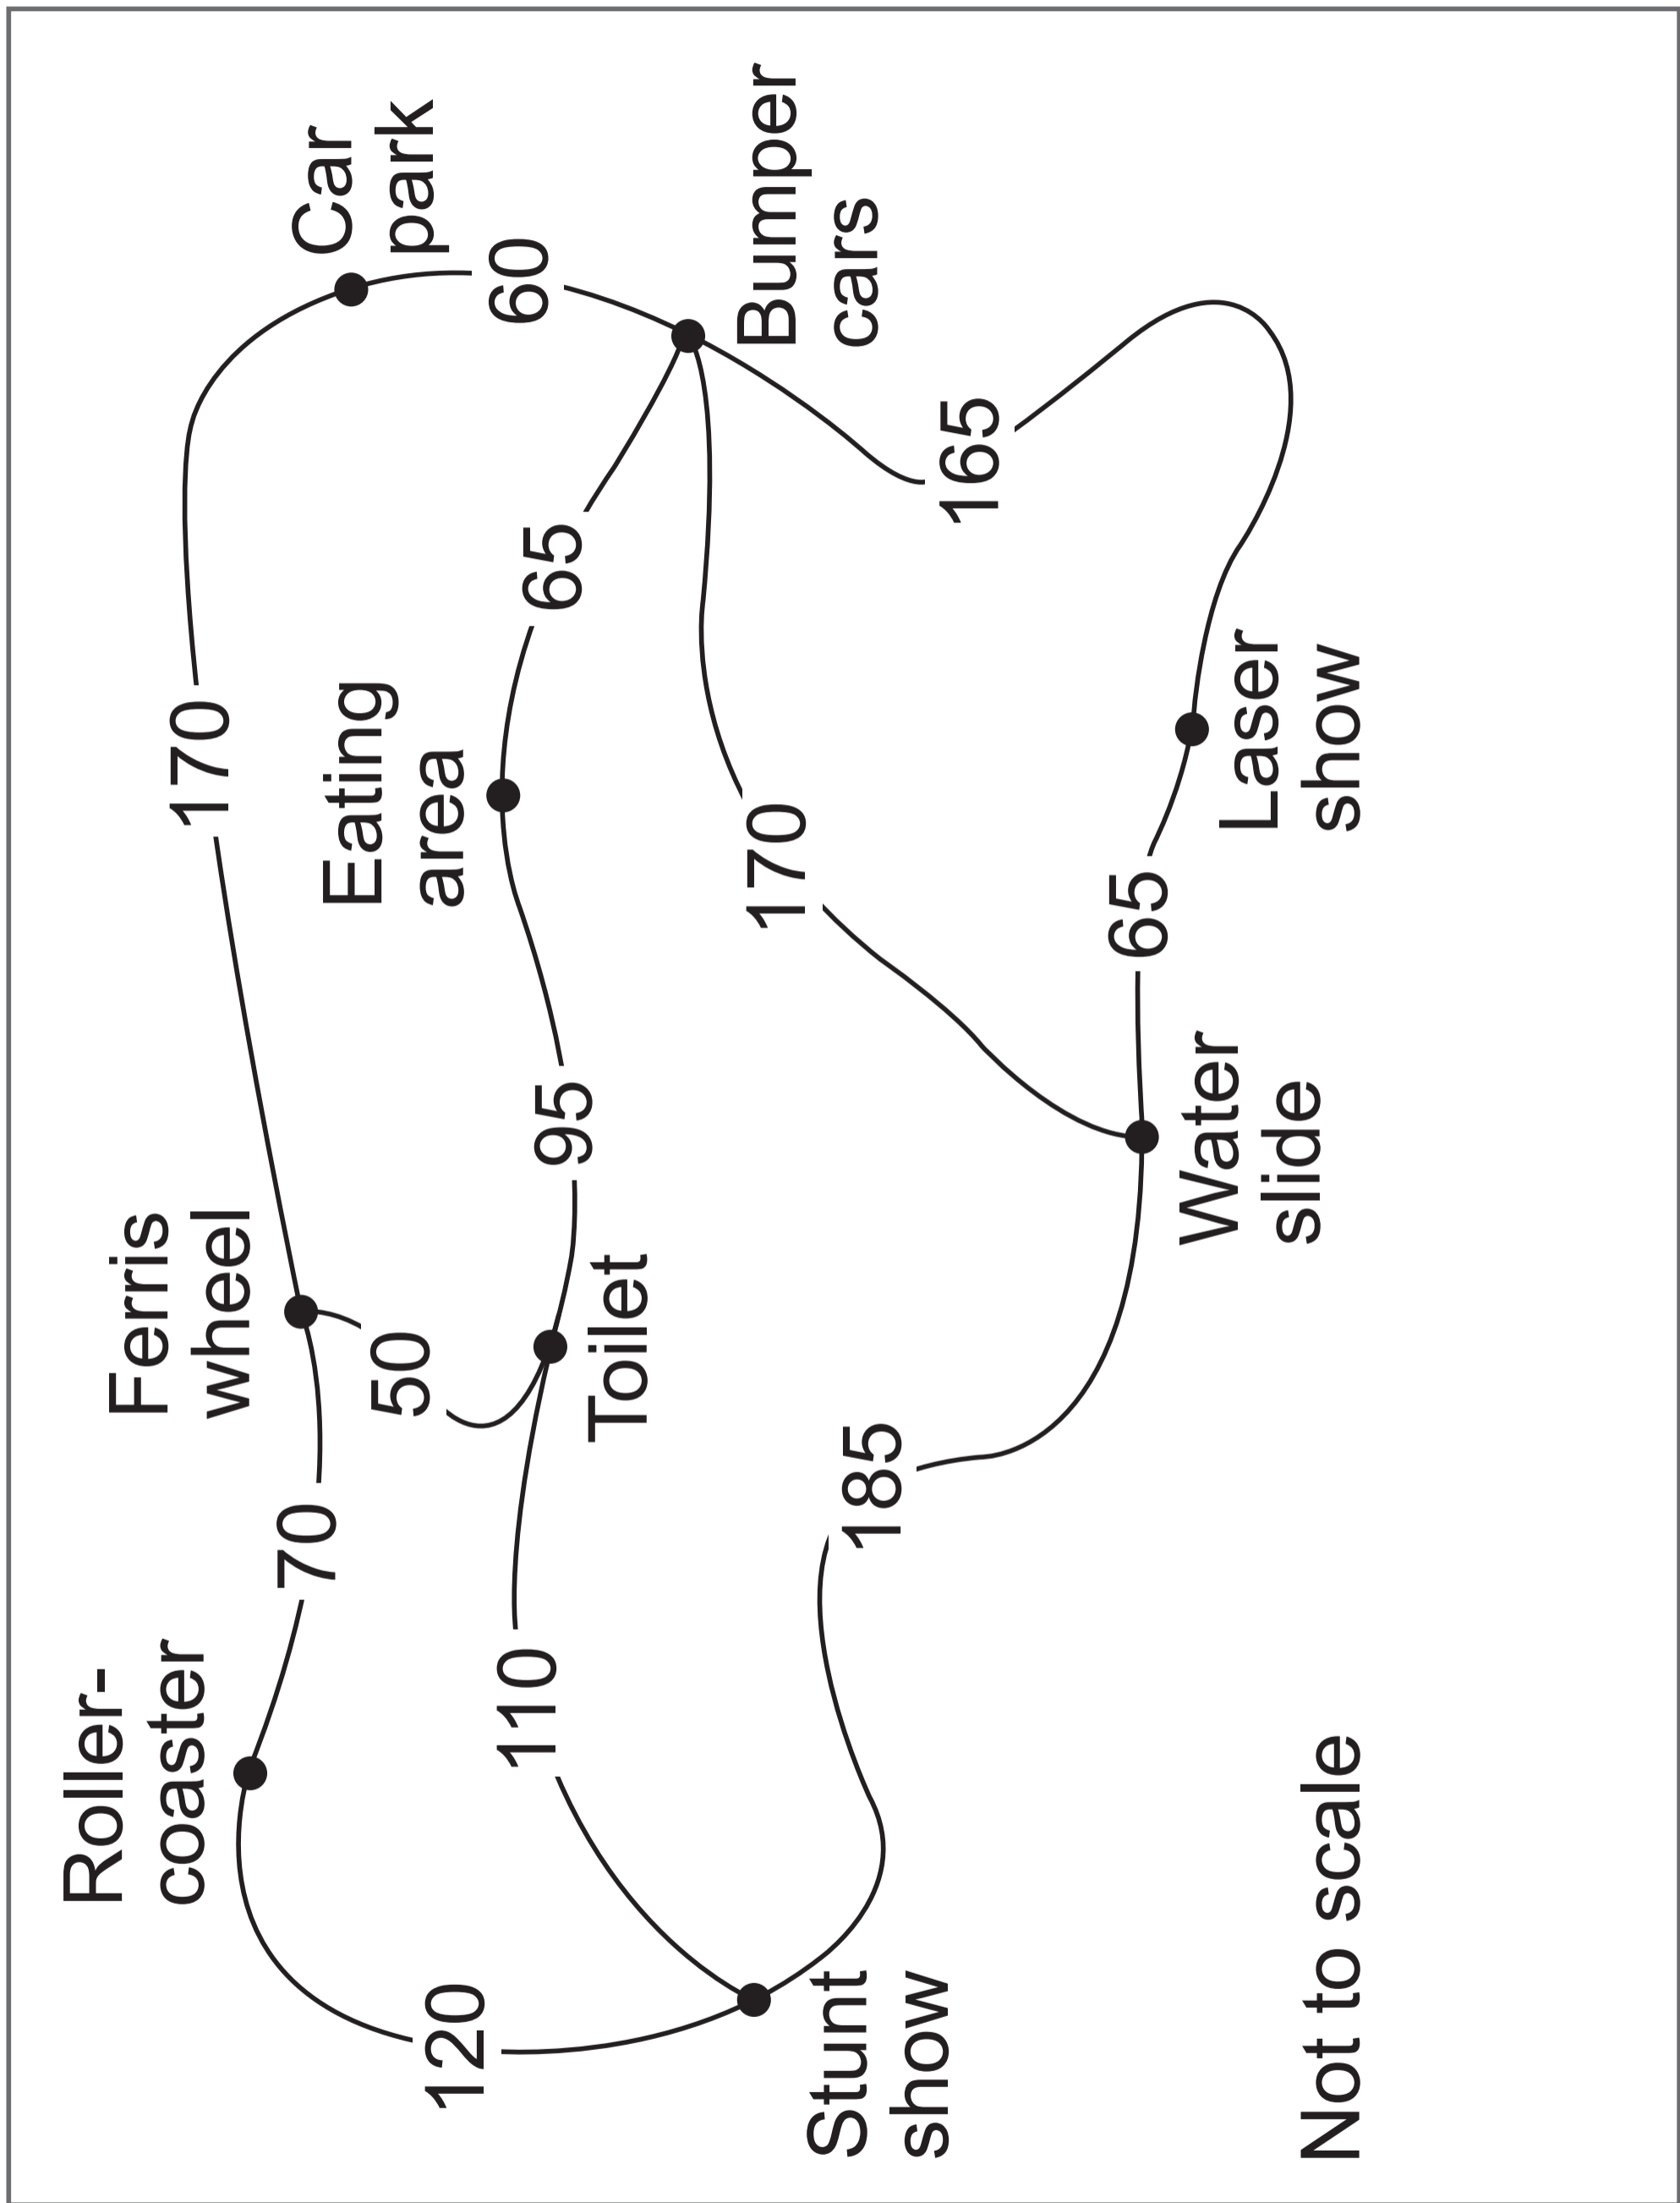 Roller-
coaster
Ferris
wheel
170
Car
park
70
50
Eating
area
60
120
110
Toilet
95
65
Bumper
cars
Stunt
show
185
170
165
Water
slide
65
Laser
show
Not to scale